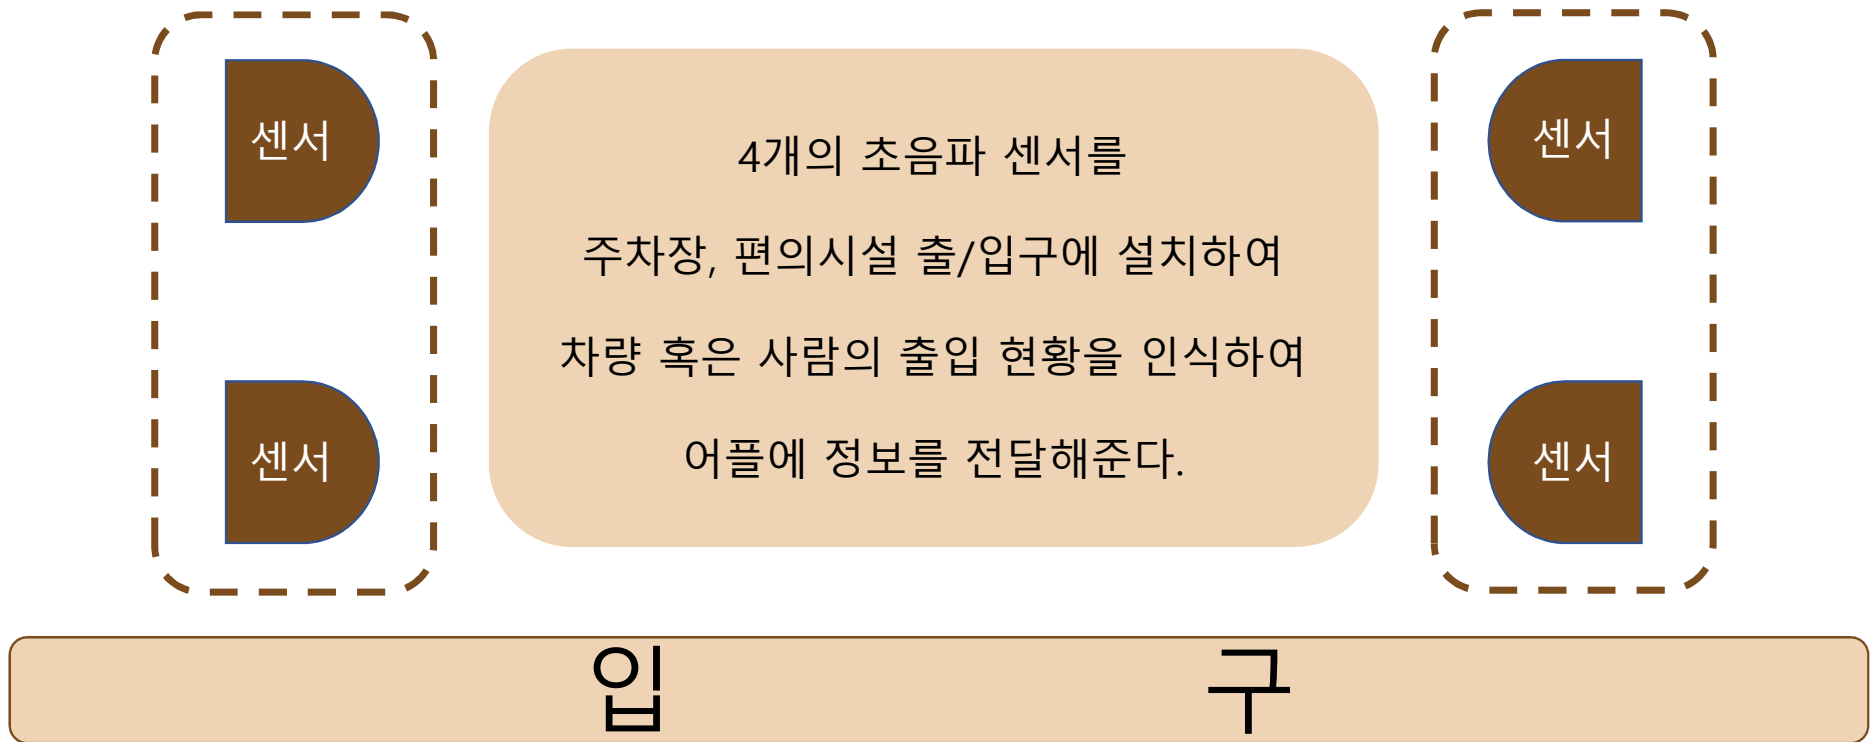 센서
센서
4개의 초음파 센서를
주차장, 편의시설 출/입구에 설치하여
차량 혹은 사람의 출입 현황을 인식하여
어플에 정보를 전달해준다.
센서
센서
입 구